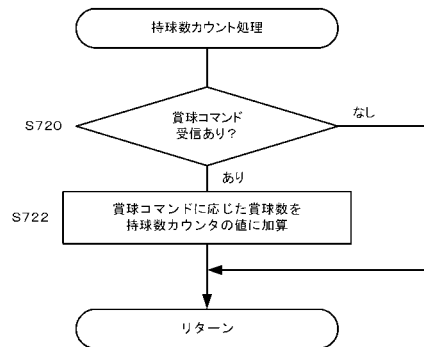 持球数カウント処理
S720
賞球コマンド
受信あり?
なし
あり
S722
賞球コマンドに応じた賞球数を
持球数カウンタの値に加算
リターン